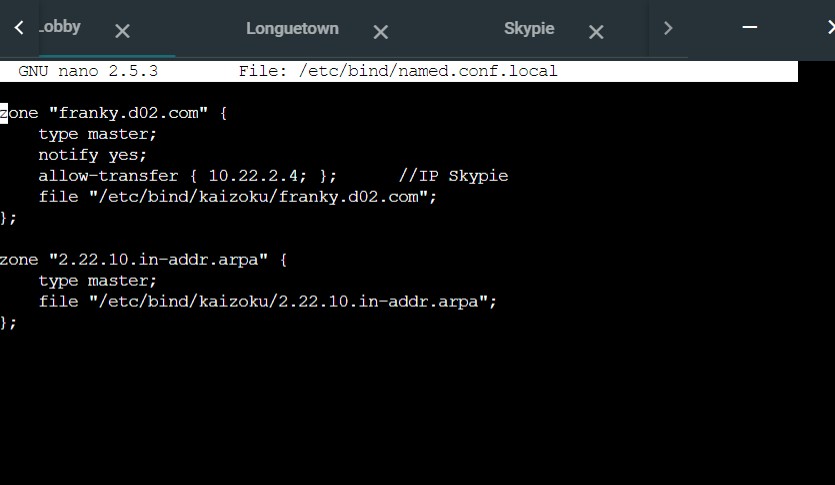 Lobby Longuetown Skypie
GNU nano 2.5.3 File: /etc/bind/named.conf.local
zone "franky.d02.com" {
type master;
notify yes;
allow-transfer { 10.22.2.4; }; //IP Skypie
file "/etc/bind/kaizoku/franky.d02.com";
};
zone "2.22.10.in-addr.arpa" {
type master;
file "/etc/bind/kaizoku/2.22.10.in-addr.arpa";
};